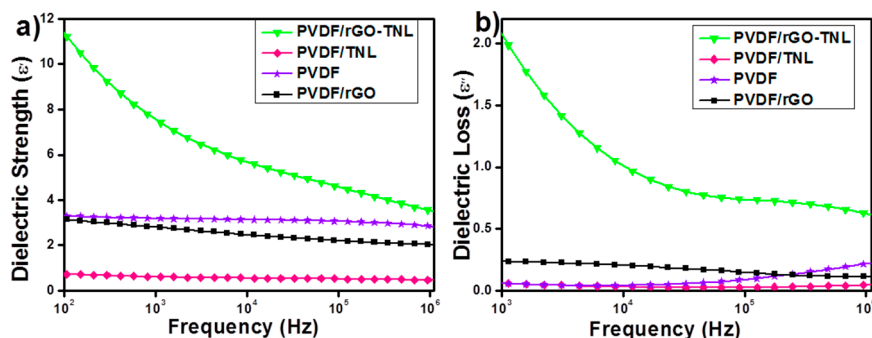 a)
Dielectric Strength (ε')
12
10
8
6
4
2
0
PVDF/rGO-TNL
PVDF/TNL
PVDF
PVDF/rGO
10² 10³ 10⁴ 10⁵ 10⁶
Frequency (Hz)
b)
Dielectric Loss (ε'')
2.0
1.5
1.0
0.5
0.0
PVDF/rGO-TNL
PVDF/TNL
PVDF
PVDF/rGO
10³ 10⁴ 10⁵ 10⁶
Frequency (Hz)